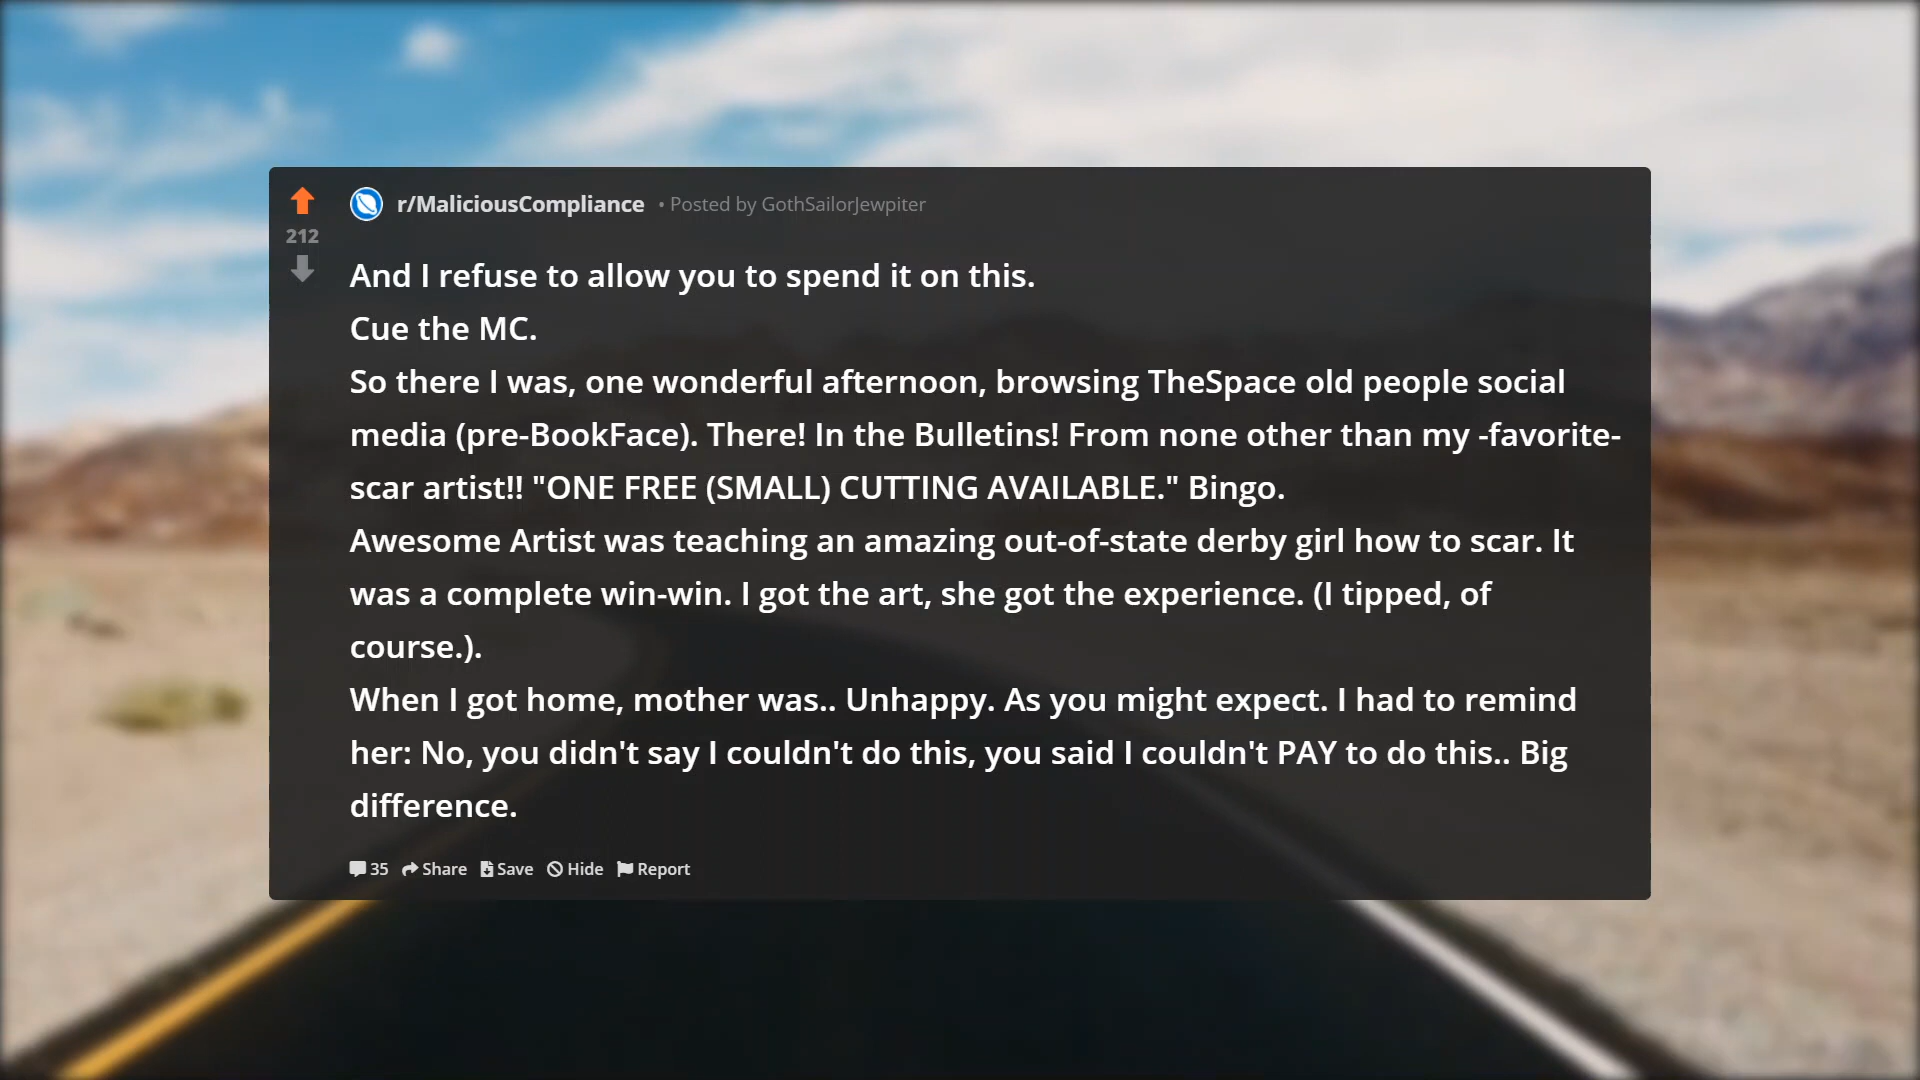 r/MaliciousCompliance • Posted by GothSailorJewpiter
212
And I refuse to allow you to spend it on this.
Cue the MC.
So there I was, one wonderful afternoon, browsing TheSpace old people social
media (pre-BookFace). There! In the Bulletins! From none other than my -favorite-
scar artist!! "ONE FREE (SMALL) CUTTING AVAILABLE." Bingo.
Awesome Artist was teaching an amazing out-of-state derby girl how to scar. It
was a complete win-win. I got the art, she got the experience. (I tipped, of
course.).
When I got home, mother was.. Unhappy. As you might expect. I had to remind
her: No, you didn't say I couldn't do this, you said I couldn't PAY to do this.. Big
difference.
35 Share Save Hide Report